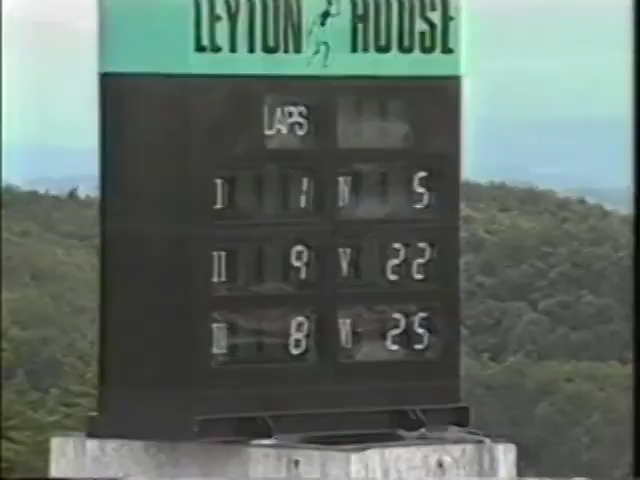 LEYTON HOUSE
LAPS
I 1 IV 5
II 9 V 22
III 8 VI 25